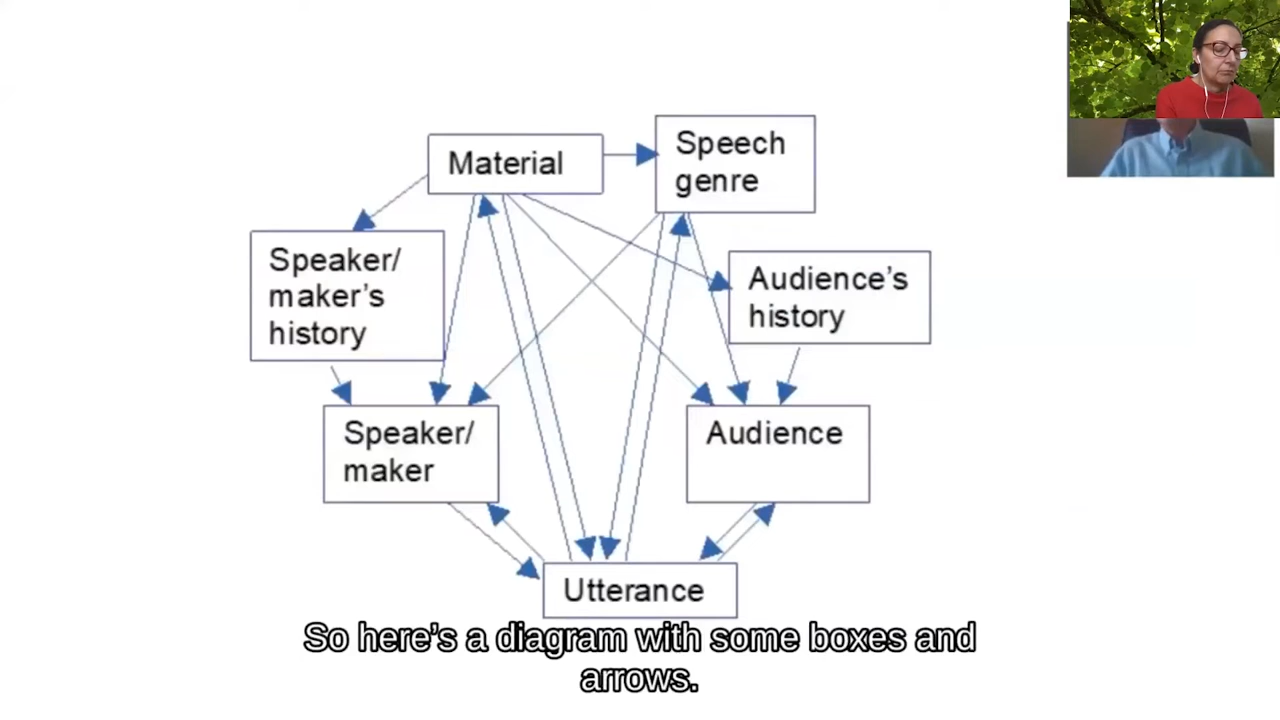 Material
Speech
genre
Speaker/
maker's
history
Audience's
history
Speaker/
maker
Audience
Utterance
So here's a diagram with some boxes and
arrows.